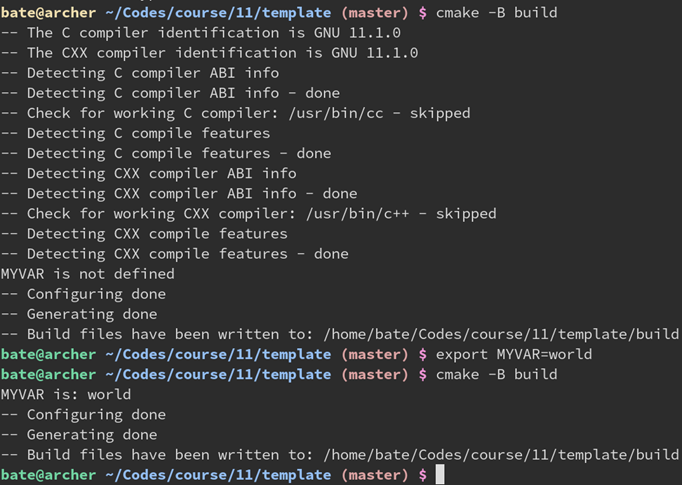 bate@archer ~/Codes/course/11/template (master) $ cmake -B build
-- The C compiler identification is GNU 11.1.0
-- The CXX compiler identification is GNU 11.1.0
-- Detecting C compiler ABI info
-- Detecting C compiler ABI info - done
-- Check for working C compiler: /usr/bin/cc - skipped
-- Detecting C compile features
-- Detecting C compile features - done
-- Detecting CXX compiler ABI info
-- Detecting CXX compiler ABI info - done
-- Check for working CXX compiler: /usr/bin/c++ - skipped
-- Detecting CXX compile features
-- Detecting CXX compile features - done
MYVAR is not defined
-- Configuring done
-- Generating done
-- Build files have been written to: /home/bate/Codes/course/11/template/build
bate@archer ~/Codes/course/11/template (master) $ export MYVAR=world
bate@archer ~/Codes/course/11/template (master) $ cmake -B build
MYVAR is: world
-- Configuring done
-- Generating done
-- Build files have been written to: /home/bate/Codes/course/11/template/build
bate@archer ~/Codes/course/11/template (master) $